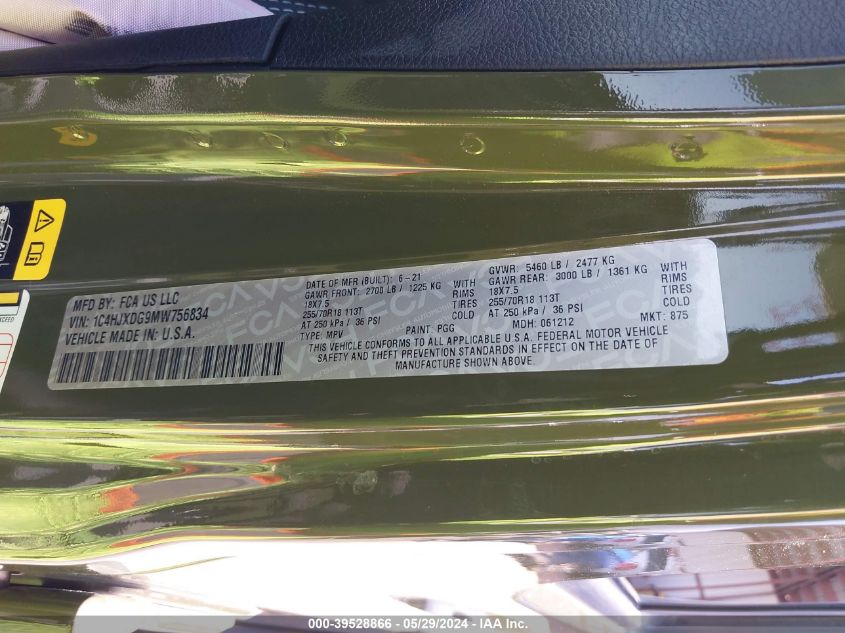 MFD BY: FCA US LLC
VIN: 1C4HJXDG9MW756834
VEHICLE MADE IN: U.S.A.
DATE OF MFR (BUILT): 6-21
GAWR FRONT: 2700 LB / 1225 KG WITH
18X7.5 RIMS
255/70R18 113T TIRES
AT 250 kPa / 36 PSI COLD
TYPE: MPV PAINT: PGG
GVWR: 5460 LB / 2477 KG
GAWR REAR: 3000 LB / 1361 KG WITH
18X7.5 RIMS
255/70R18 113T TIRES
AT 250 kPa / 36 PSI COLD
MDH: 061212 MKT: 875
THIS VEHICLE CONFORMS TO ALL APPLICABLE U.S.A. FEDERAL MOTOR VEHICLE
SAFETY AND THEFT PREVENTION STANDARDS IN EFFECT ON THE DATE OF
MANUFACTURE SHOWN ABOVE.
EXCEED
000-39528866 - 05/29/2024 - IAA Inc.